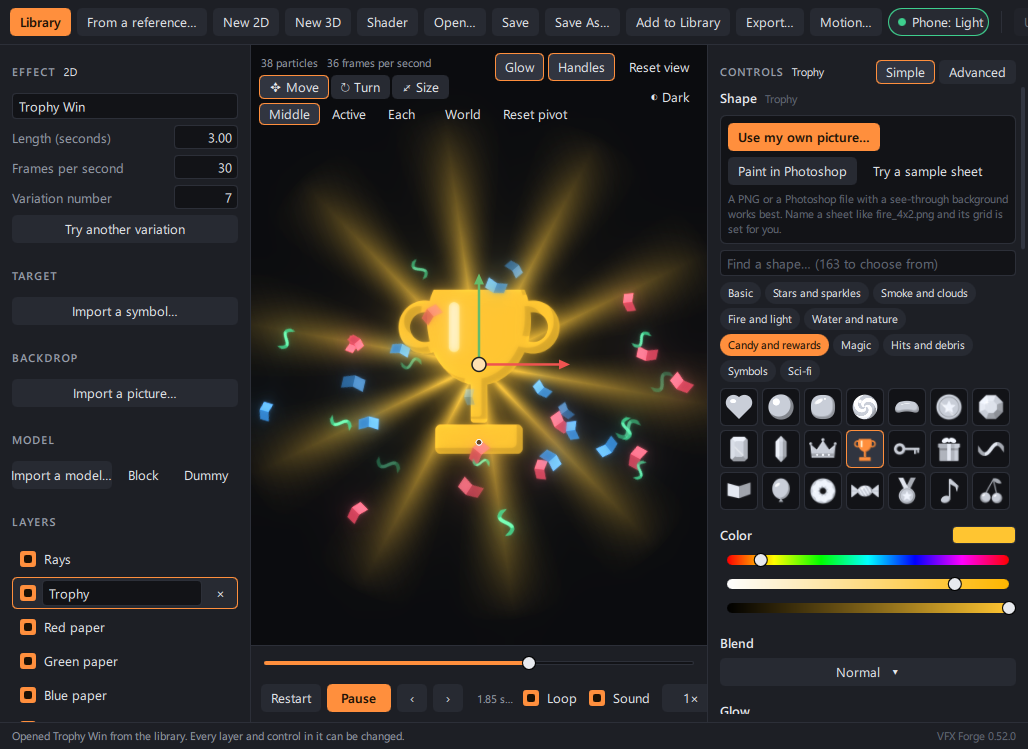 Library From a reference... New 2D New 3D Shader Open... Save Save As... Add to Library Export... Motion... Phone: Light
EFFECT 2D
Trophy Win
Length (seconds) 3.00
Frames per second 30
Variation number 7
Try another variation
TARGET
Import a symbol...
BACKDROP
Import a picture...
MODEL
Import a model... Block Dummy
LAYERS
Rays
Trophy ×
Red paper
Green paper
Blue paper
38 particles 36 frames per second
Glow Handles Reset view
Move Turn Size
Dark
Middle Active Each World Reset pivot
Restart Pause ‹ › 1.85 s... Loop Sound 1×
CONTROLS Trophy Simple Advanced
Shape Trophy
Use my own picture...
Paint in Photoshop Try a sample sheet
A PNG or a Photoshop file with a see-through background
works best. Name a sheet like fire_4x2.png and its grid is
set for you.
Find a shape... (163 to choose from)
Basic Stars and sparkles Smoke and clouds
Fire and light Water and nature
Candy and rewards Magic Hits and debris
Symbols Sci-fi
Color
Blend
Normal
Glow
Opened Trophy Win from the library. Every layer and control in it can be changed.
VFX Forge 0.52.0